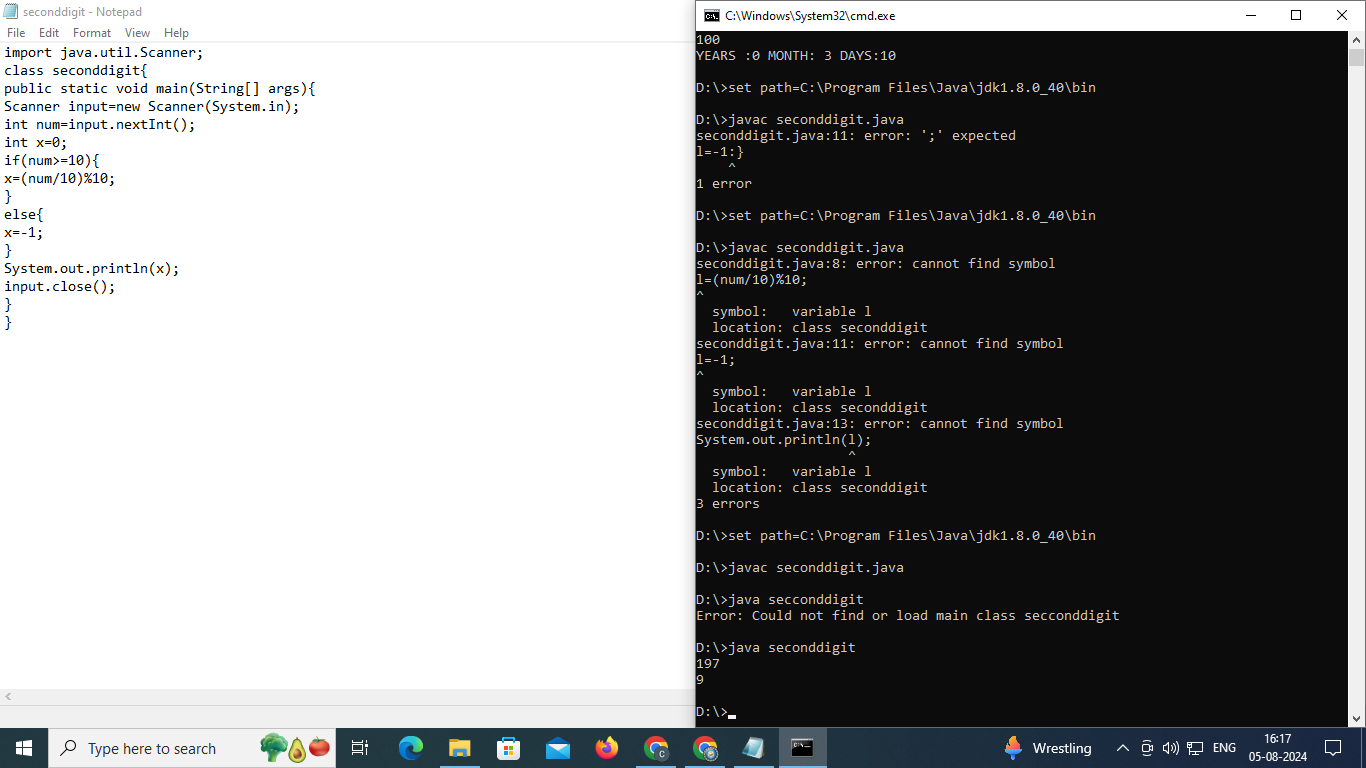 seconddigit - Notepad
File Edit Format View Help
import java.util.Scanner;
class seconddigit{
public static void main(String[] args){
Scanner input=new Scanner(System.in);
int num=input.nextInt();
int x=0;
if(num>=10){
x=(num/10)%10;
}
else{
x=-1;
}
System.out.println(x);
input.close();
}
}
C:\Windows\System32\cmd.exe
100
YEARS :0 MONTH: 3 DAYS:10
D:\>set path=C:\Program Files\Java\jdk1.8.0_40\bin
D:\>javac seconddigit.java
seconddigit.java:11: error: ';' expected
l=-1:}
^
1 error
D:\>set path=C:\Program Files\Java\jdk1.8.0_40\bin
D:\>javac seconddigit.java
seconddigit.java:8: error: cannot find symbol
l=(num/10)%10;
^
symbol:   variable l
location: class seconddigit
seconddigit.java:11: error: cannot find symbol
l=-1;
^
symbol:   variable l
location: class seconddigit
seconddigit.java:13: error: cannot find symbol
System.out.println(l);
^
symbol:   variable l
location: class seconddigit
3 errors
D:\>set path=C:\Program Files\Java\jdk1.8.0_40\bin
D:\>javac seconddigit.java
D:\>java secconddigit
Error: Could not find or load main class secconddigit
D:\>java seconddigit
197
9
D:\>
Type here to search
Wrestling
ENG
16:17
05-08-2024